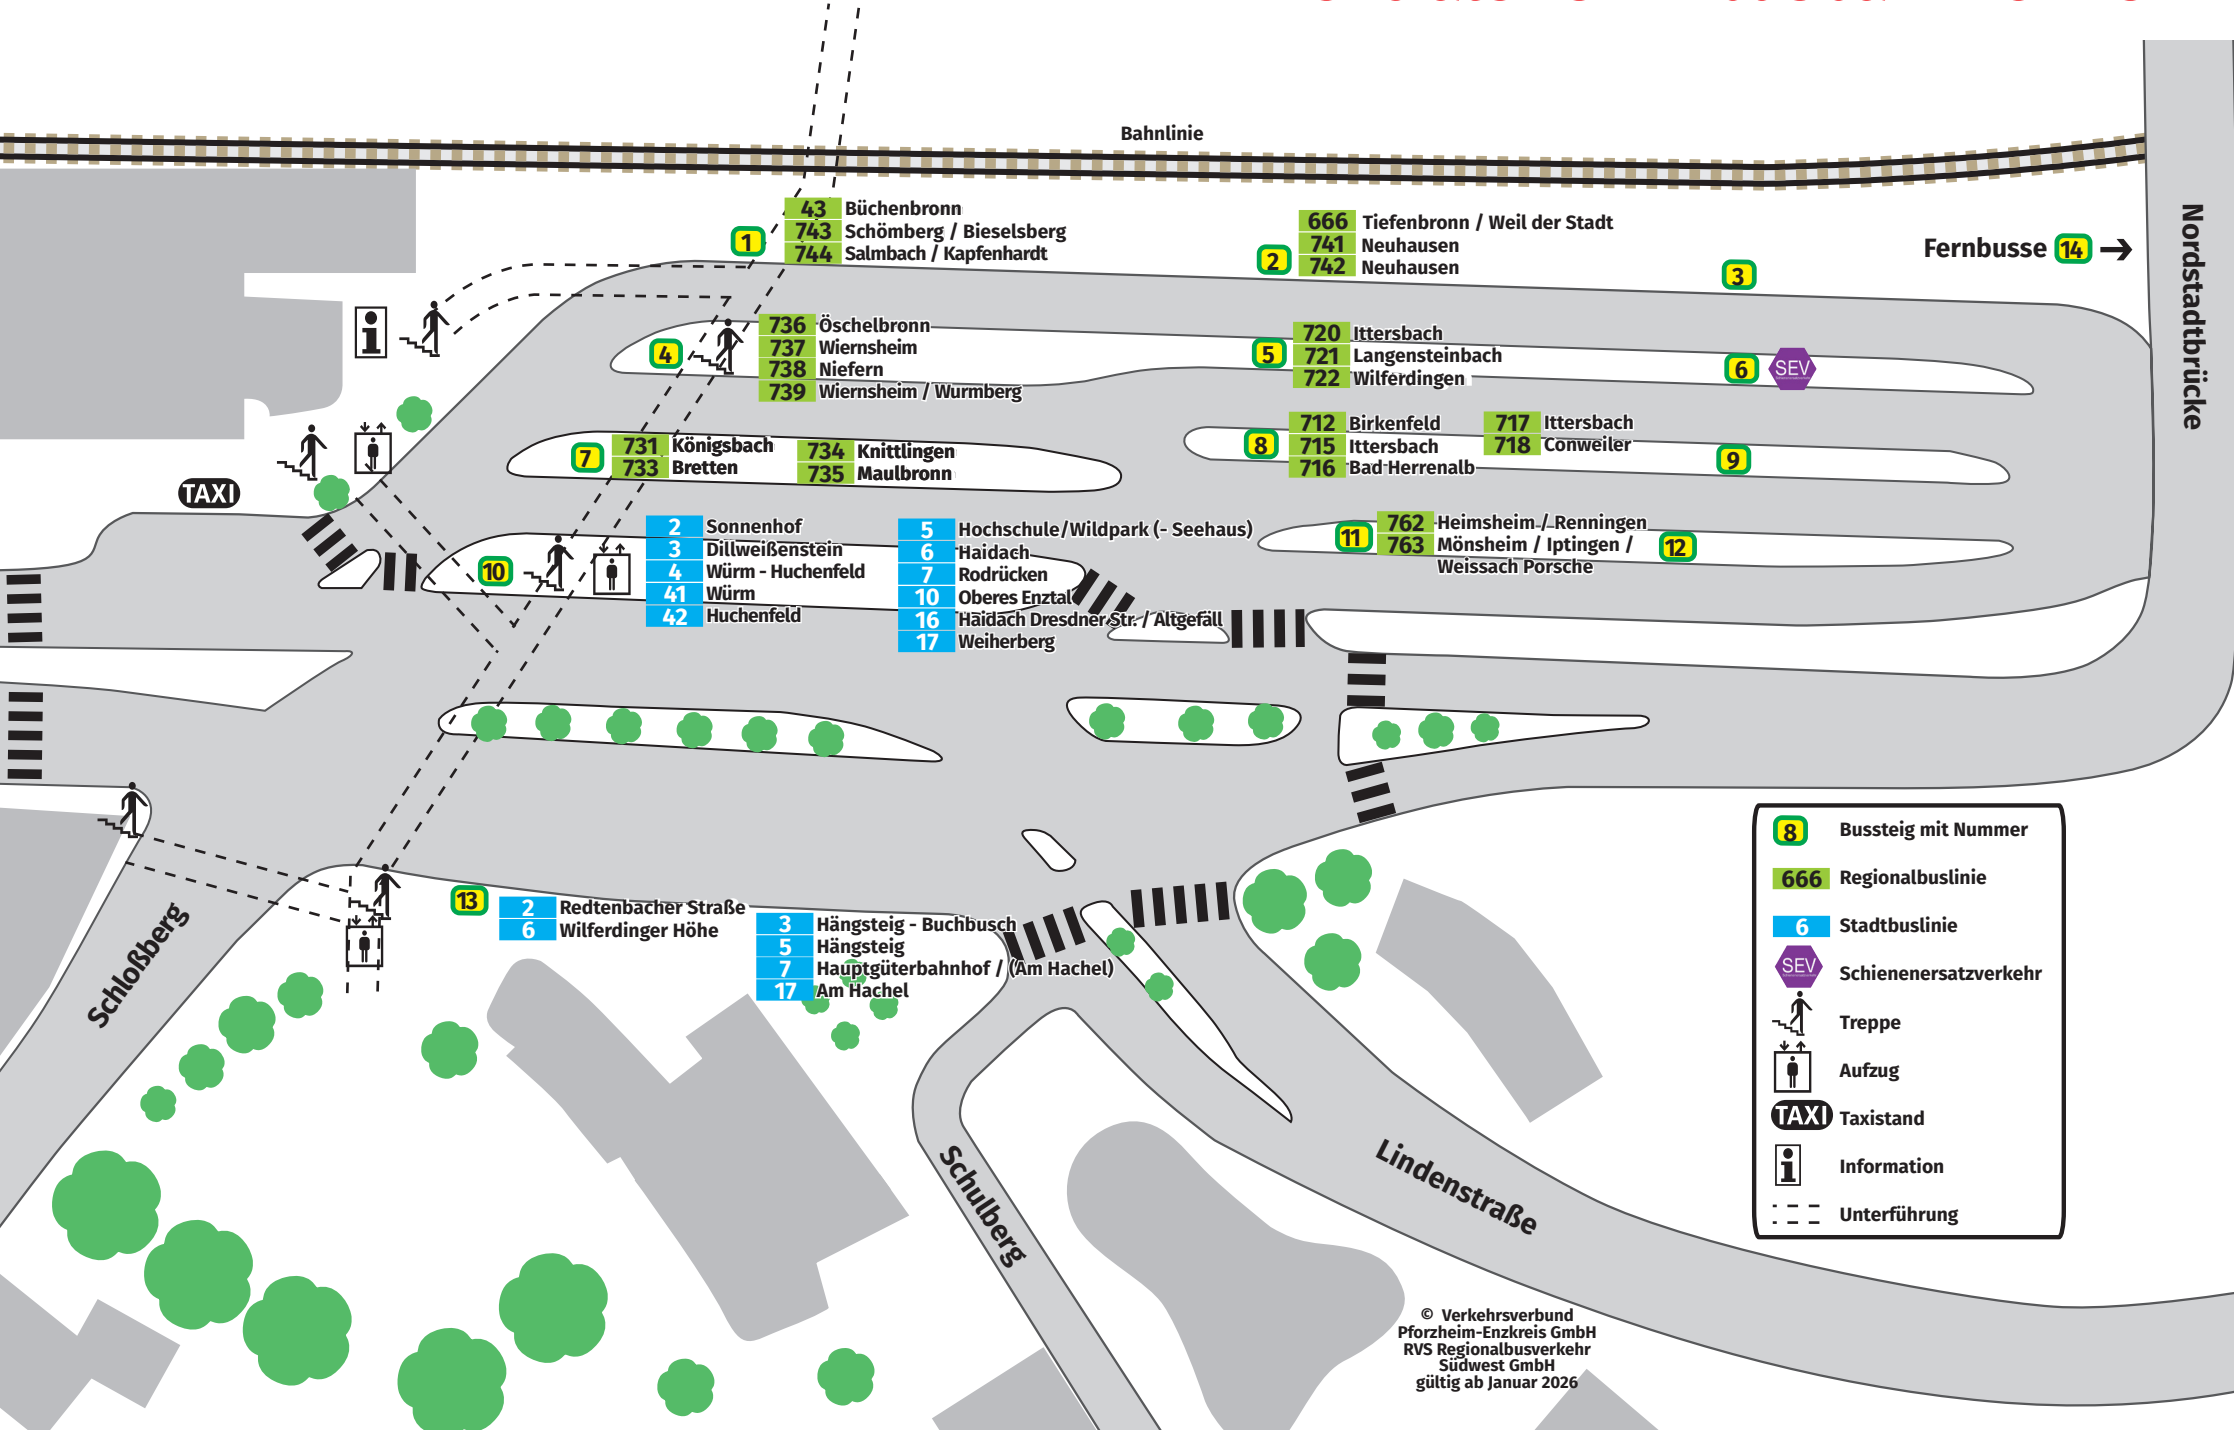 Bahnlinie
Nordstadtbrücke
1
43 Büchenbronn
743 Schömberg / Bieselsberg
744 Salmbach / Kapfenhardt
2
666 Tiefenbronn / Weil der Stadt
741 Neuhausen
742 Neuhausen
3
Fernbusse 14
4
736 Öschelbronn
737 Wiernsheim
738 Niefern
739 Wiernsheim / Wurmberg
5
720 Ittersbach
721 Langensteinbach
722 Wilferdingen
6 SEV
7
731 Königsbach
733 Bretten
734 Knittlingen
735 Maulbronn
8
712 Birkenfeld
715 Ittersbach
716 Bad Herrenalb
717 Ittersbach
718 Conweiler
9
TAXI
10
2 Sonnenhof
3 Dillweißenstein
4 Würm - Huchenfeld
41 Würm
42 Huchenfeld
5 Hochschule/Wildpark (- Seehaus)
6 Haidach
7 Rodrücken
10 Oberes Enztal
16 Haidach Dresdner Str. / Altgefäll
17 Weiherberg
11
762 Heimsheim / Renningen
763 Mönsheim / Iptingen /
Weissach Porsche
12
13
2 Redtenbacher Straße
6 Wilferdinger Höhe
3 Hängsteig - Buchbusch
5 Hängsteig
7 Hauptgüterbahnhof / (Am Hachel)
17 Am Hachel
Schloßberg
Schulberg
Lindenstraße
8 Bussteig mit Nummer
666 Regionalbuslinie
6 Stadtbuslinie
SEV Schienenersatzverkehr
Treppe
Aufzug
TAXI Taxistand
Information
Unterführung
© Verkehrsverbund
Pforzheim-Enzkreis GmbH
RVS Regionalbusverkehr
Südwest GmbH
gültig ab Januar 2026